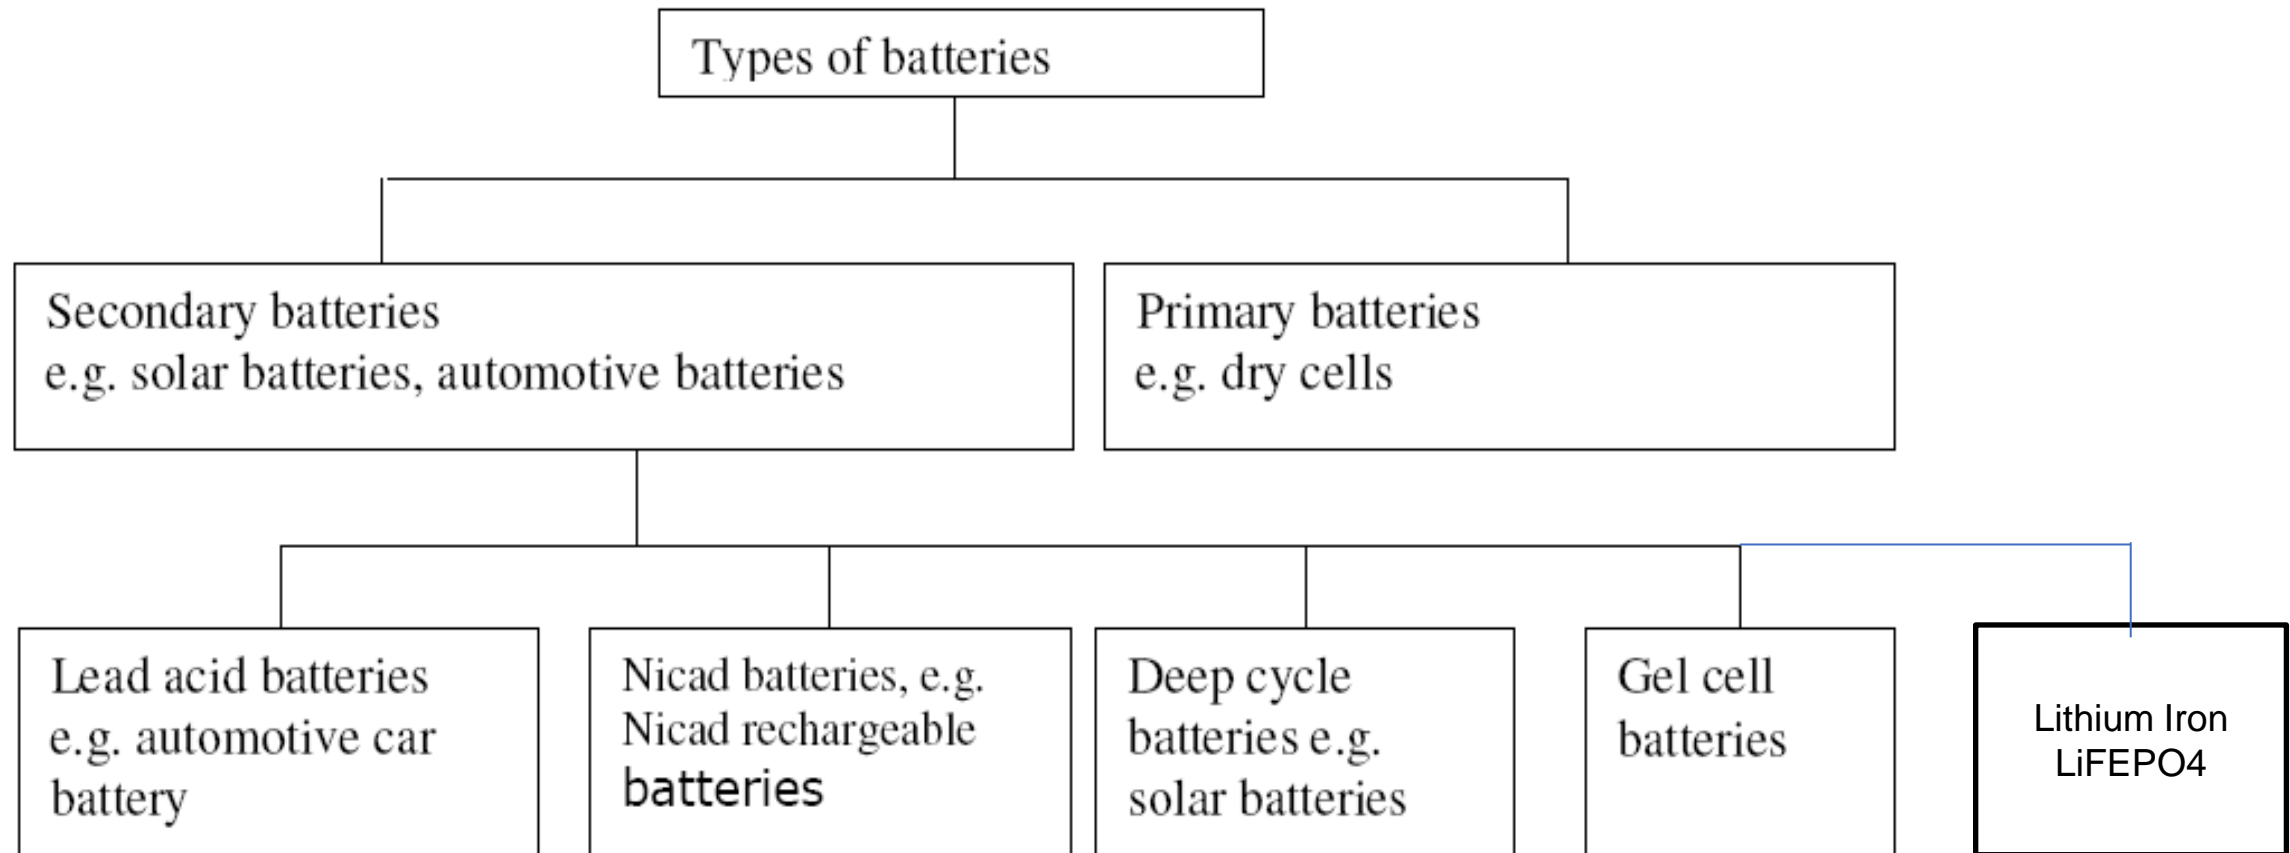 Types of batteries
Secondary batteries
e.g. solar batteries, automotive batteries
Primary batteries
e.g. dry cells
Lead acid batteries
e.g. automotive car
battery
Nicad batteries, e.g.
Nicad rechargeable
batteries
Deep cycle
batteries e.g.
solar batteries
Gel cell
batteries
Lithium Iron
LiFEPO4